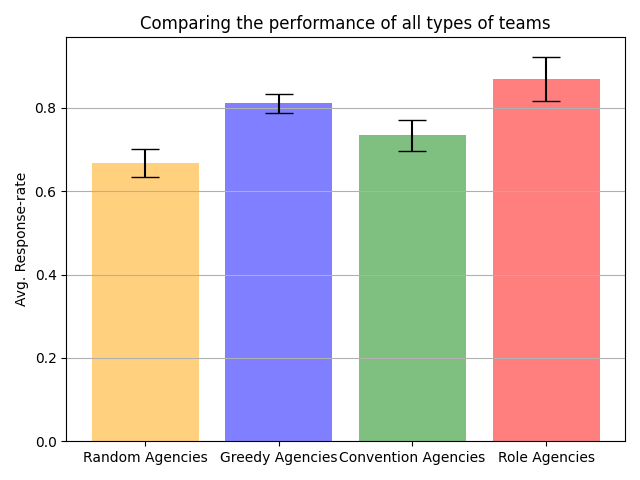 Comparing the performance of all types of teams
Avg. Response-rate
0.8
0.6
0.4
0.2
0.0
Random Agencies
Greedy Agencies
Convention Agencies
Role Agencies